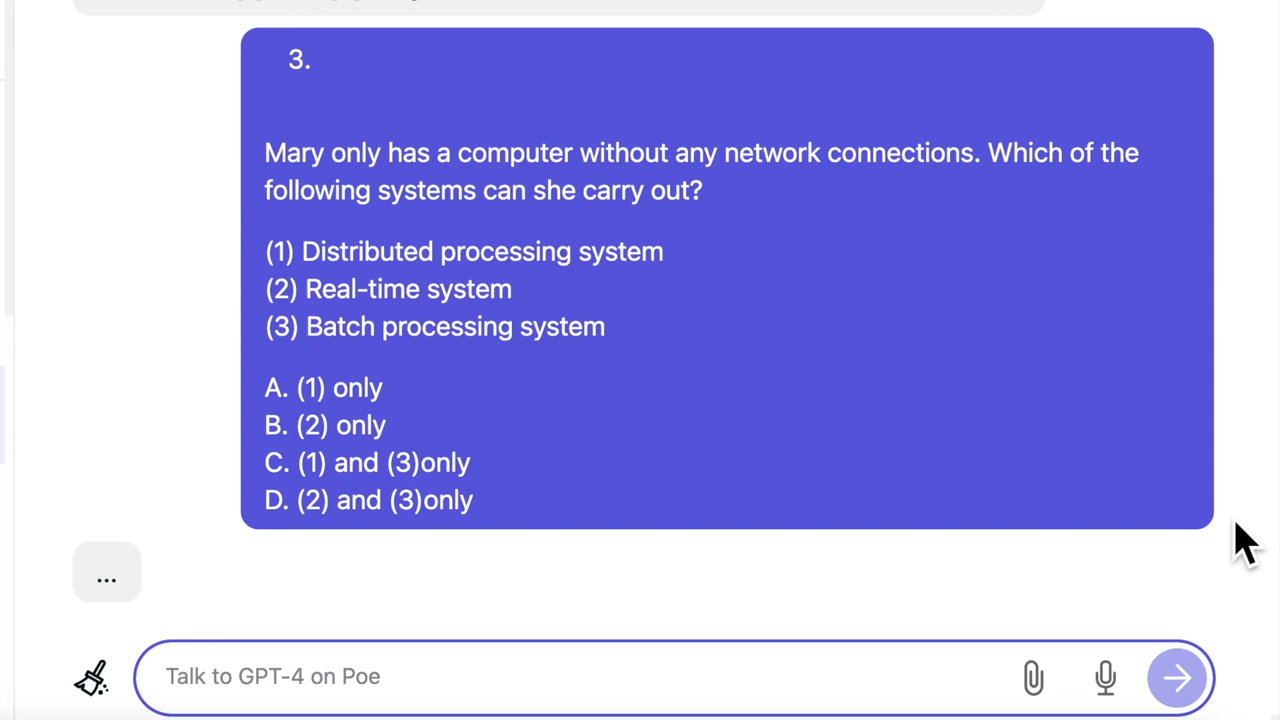 3.
Mary only has a computer without any network connections. Which of the
following systems can she carry out?
(1) Distributed processing system
(2) Real-time system
(3) Batch processing system
A. (1) only
B. (2) only
C. (1) and (3)only
D. (2) and (3)only
...
Talk to GPT-4 on Poe